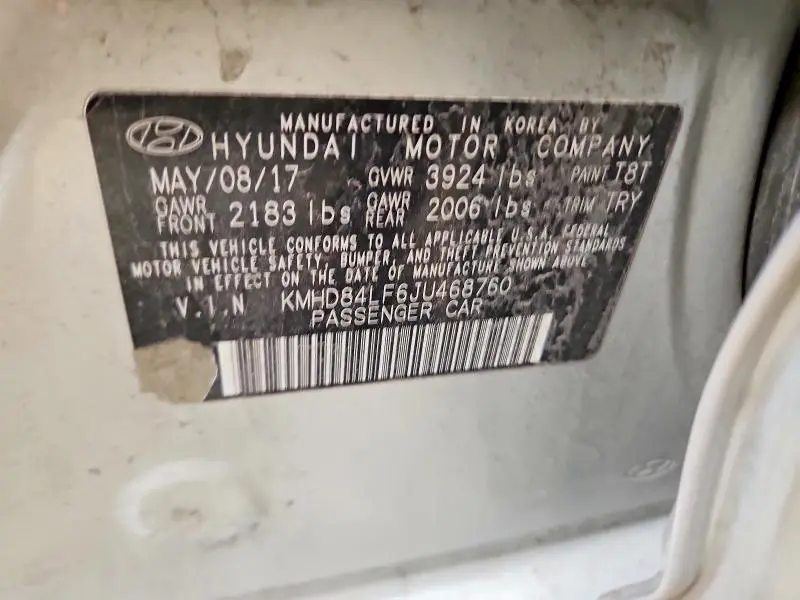 MANUFACTURED IN KOREA BY
HYUNDAI MOTOR COMPANY
MAY/08/17 GVWR 3924 lbs PAINT T8T
GAWR FRONT 2183 lbs GAWR REAR 2006 lbs TRIM TRY
THIS VEHICLE CONFORMS TO ALL APPLICABLE U.S.A. FEDERAL
MOTOR VEHICLE SAFETY, BUMPER, AND THEFT PREVENTION STANDARDS
IN EFFECT ON THE DATE OF MANUFACTURE SHOWN ABOVE.
V.I.N KMHD84LF6JU468760
PASSENGER CAR